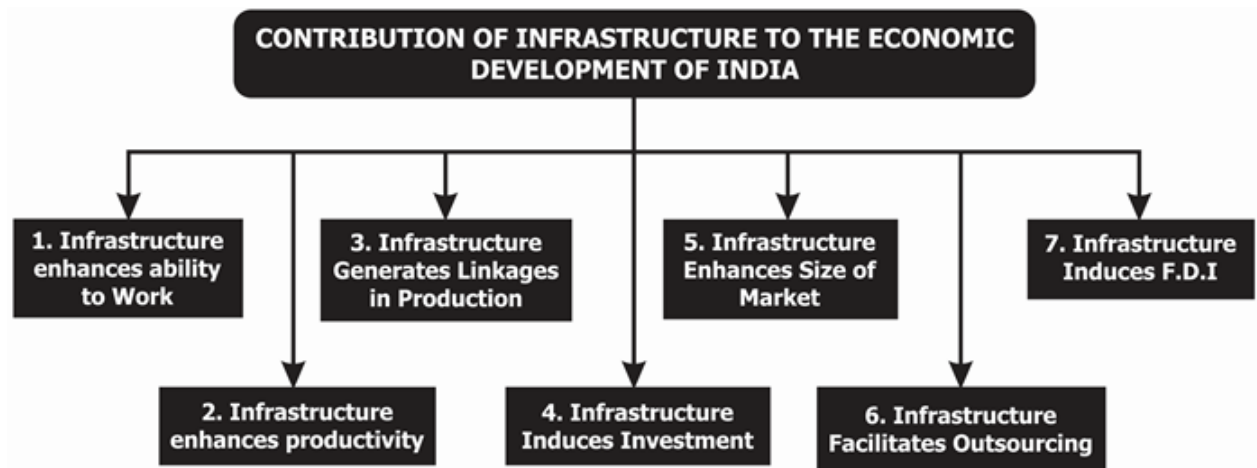 CONTRIBUTION OF INFRASTRUCTURE TO THE ECONOMIC
DEVELOPMENT OF INDIA
1. Infrastructure
enhances ability
to Work
2. Infrastructure
enhances productivity
3. Infrastructure
Generates Linkages
in Production
4. Infrastructure
Induces Investment
5. Infrastructure
Enhances Size of
Market
6. Infrastructure
Facilitates Outsourcing
7. Infrastructure
Induces F.D.I